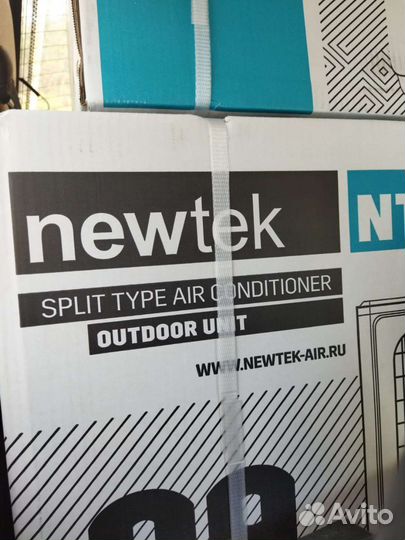 newtek
NT
SPLIT TYPE AIR CONDITIONER
OUTDOOR UNIT
WWW.NEWTEK-AIR.RU
Avito